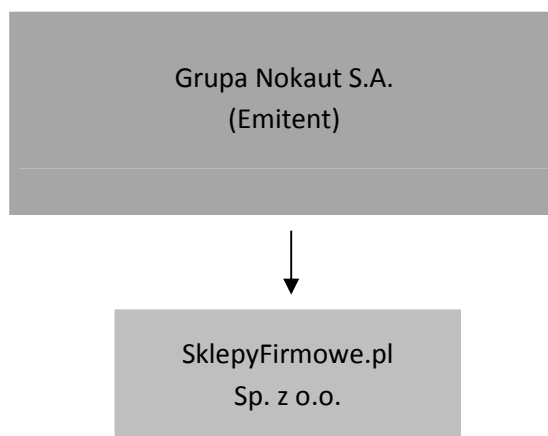 Grupa Nokaut S.A.
(Emitent)
SklepyFirmowe.pl
Sp. z o.o.